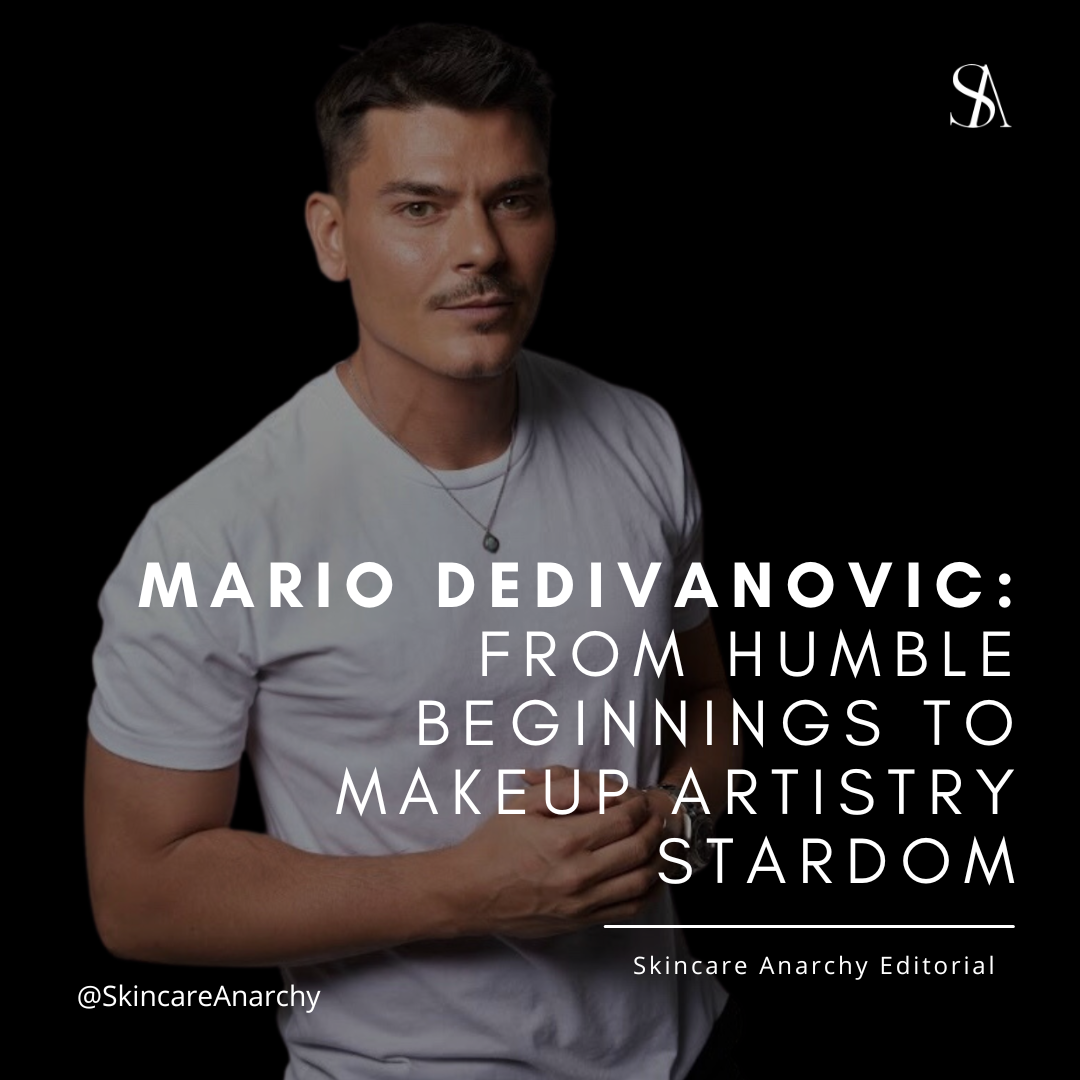 SA
MARIO DEDIVANOVIC:
FROM HUMBLE
BEGINNINGS TO
MAKEUP ARTISTRY
STARDOM
Skincare Anarchy Editorial
@SkincareAnarchy